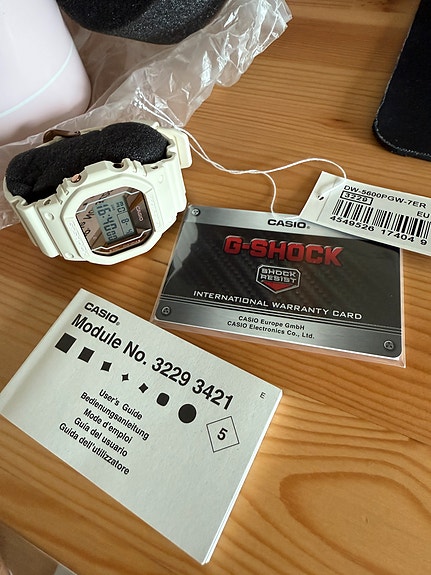 DW-5600PGW-7ER
3229
EU
4549526 17404 9
CASIO®
G-SHOCK
SHOCK
RESIST
INTERNATIONAL WARRANTY CARD
CASIO Europe GmbH
CASIO Electronics Co., Ltd.
CASIO®
Module No. 3229 3421
E
User's Guide
Bedienungsanleitung
Mode d'emploi
Guía del usuario
Guida dell'utilizzatore
5